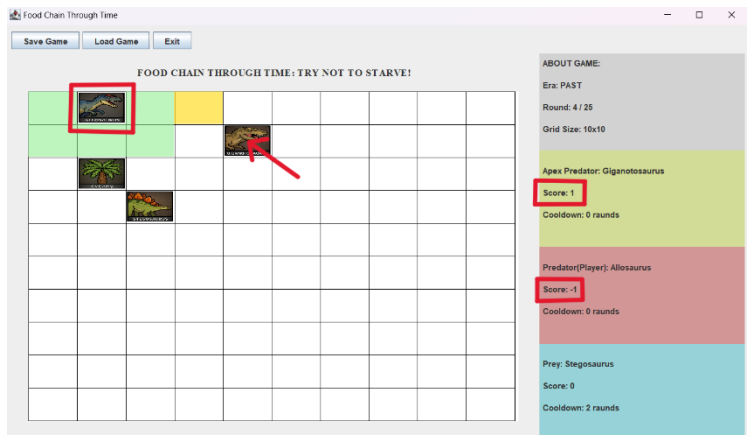 Food Chain Through Time
Save Game Load Game Exit
FOOD CHAIN THROUGH TIME: TRY NOT TO STARVE!
ABOUT GAME:
Era: PAST
Round: 4 / 25
Grid Size: 10x10
Apex Predator: Giganotosaurus
Score: 1
Cooldown: 0 raunds
Predator(Player): Allosaurus
Score: -1
Cooldown: 0 raunds
Prey: Stegosaurus
Score: 0
Cooldown: 2 raunds
STEGOSAURUS